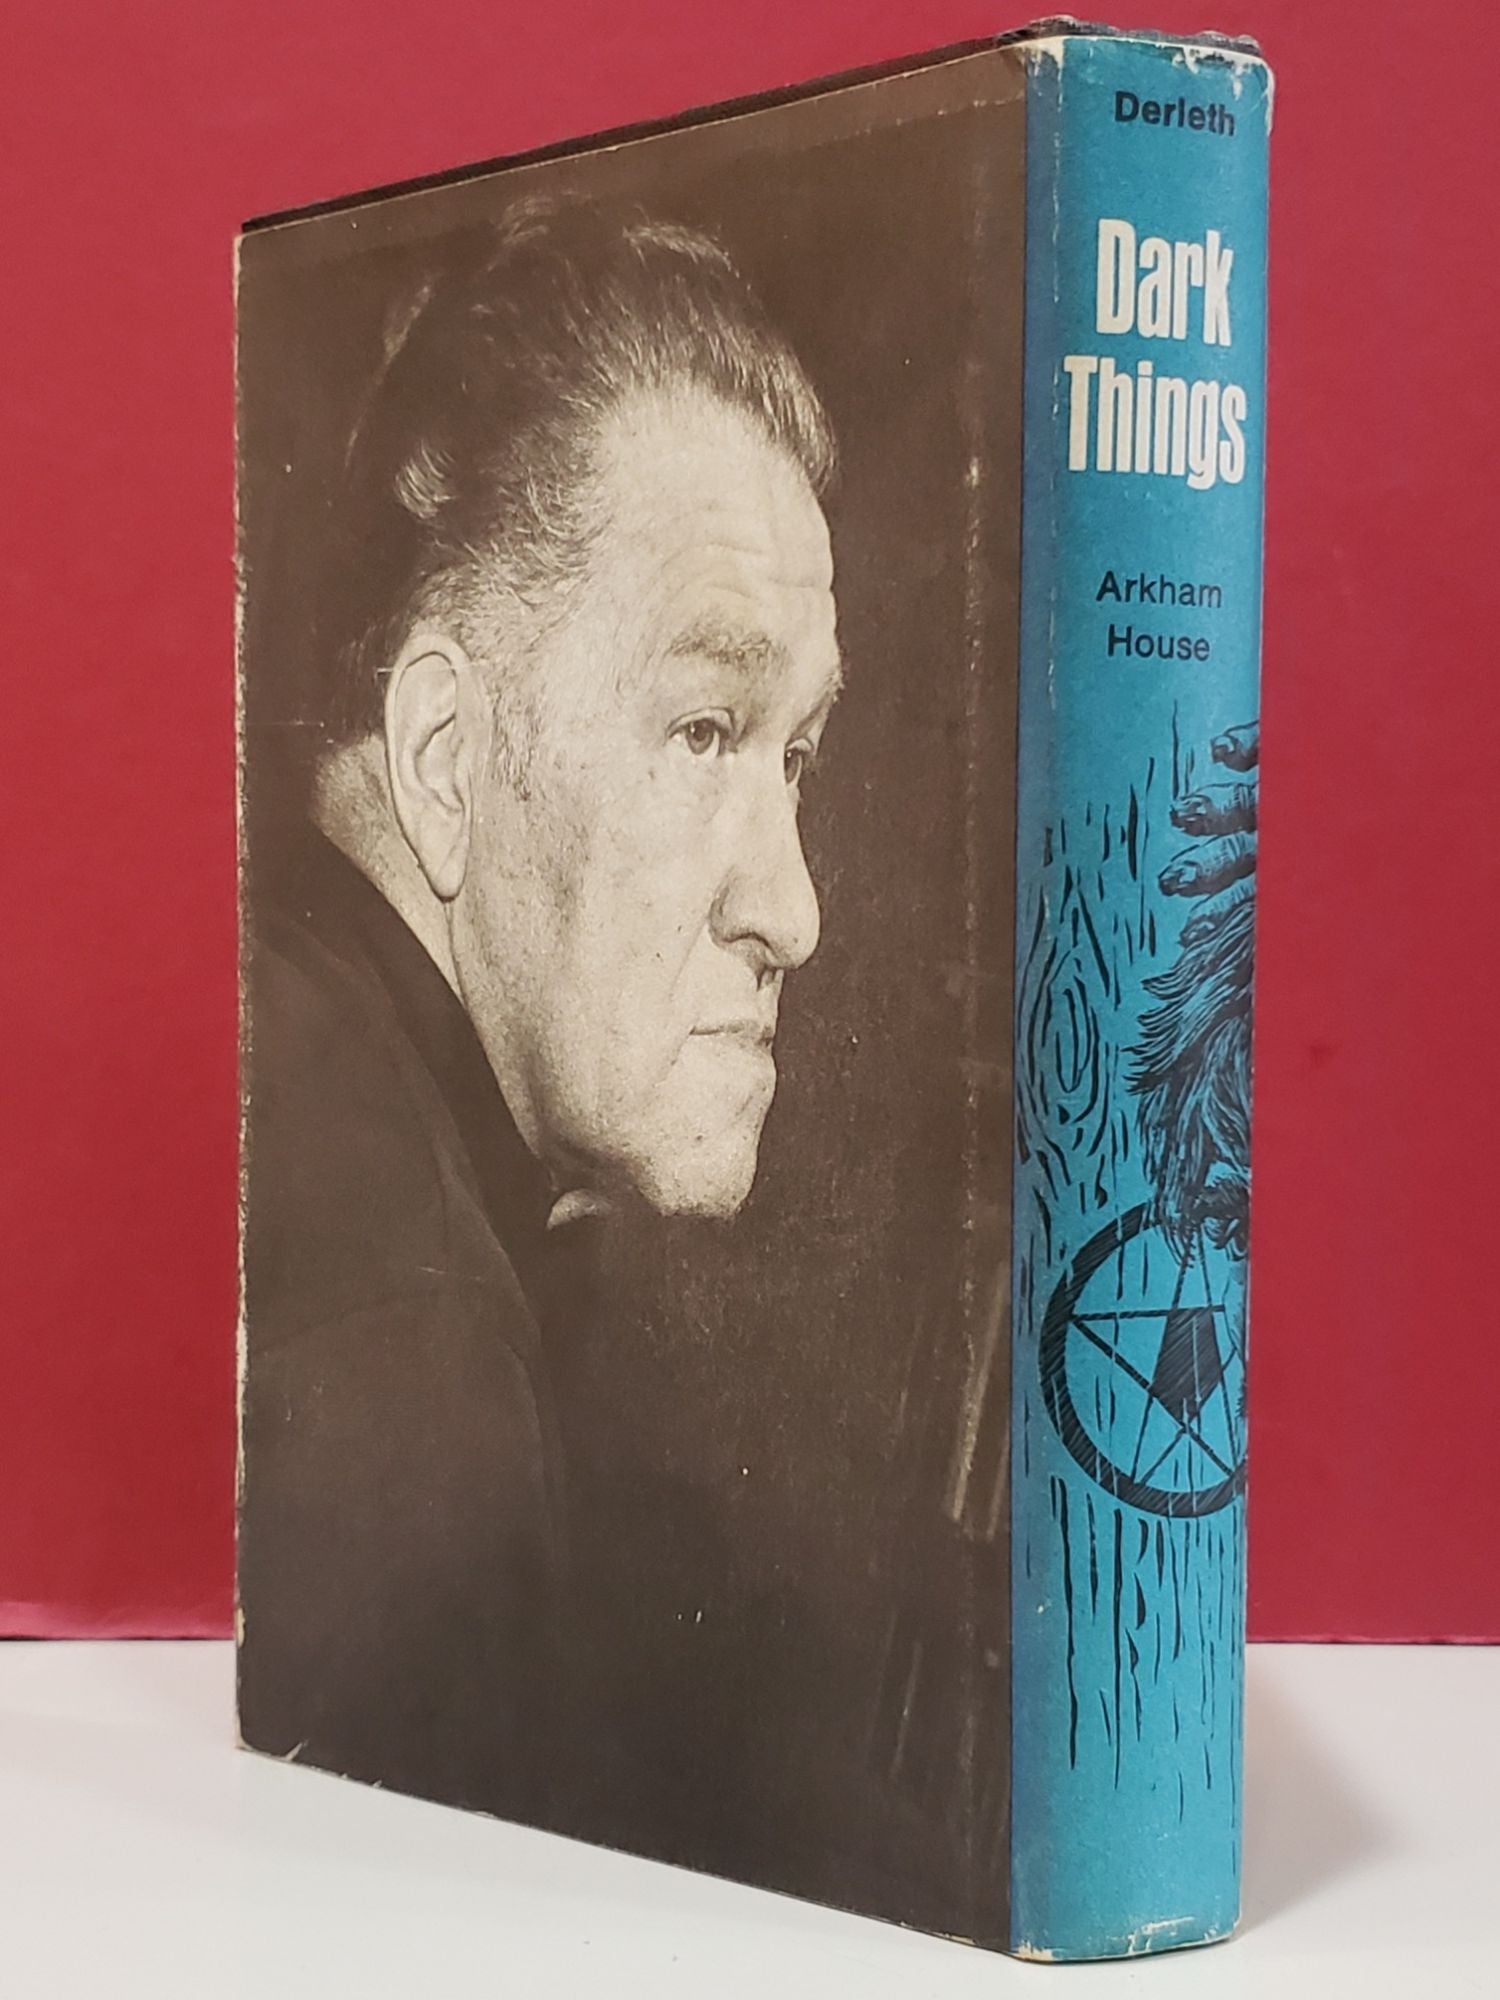 Derleth
Dark
Things
Arkham
House